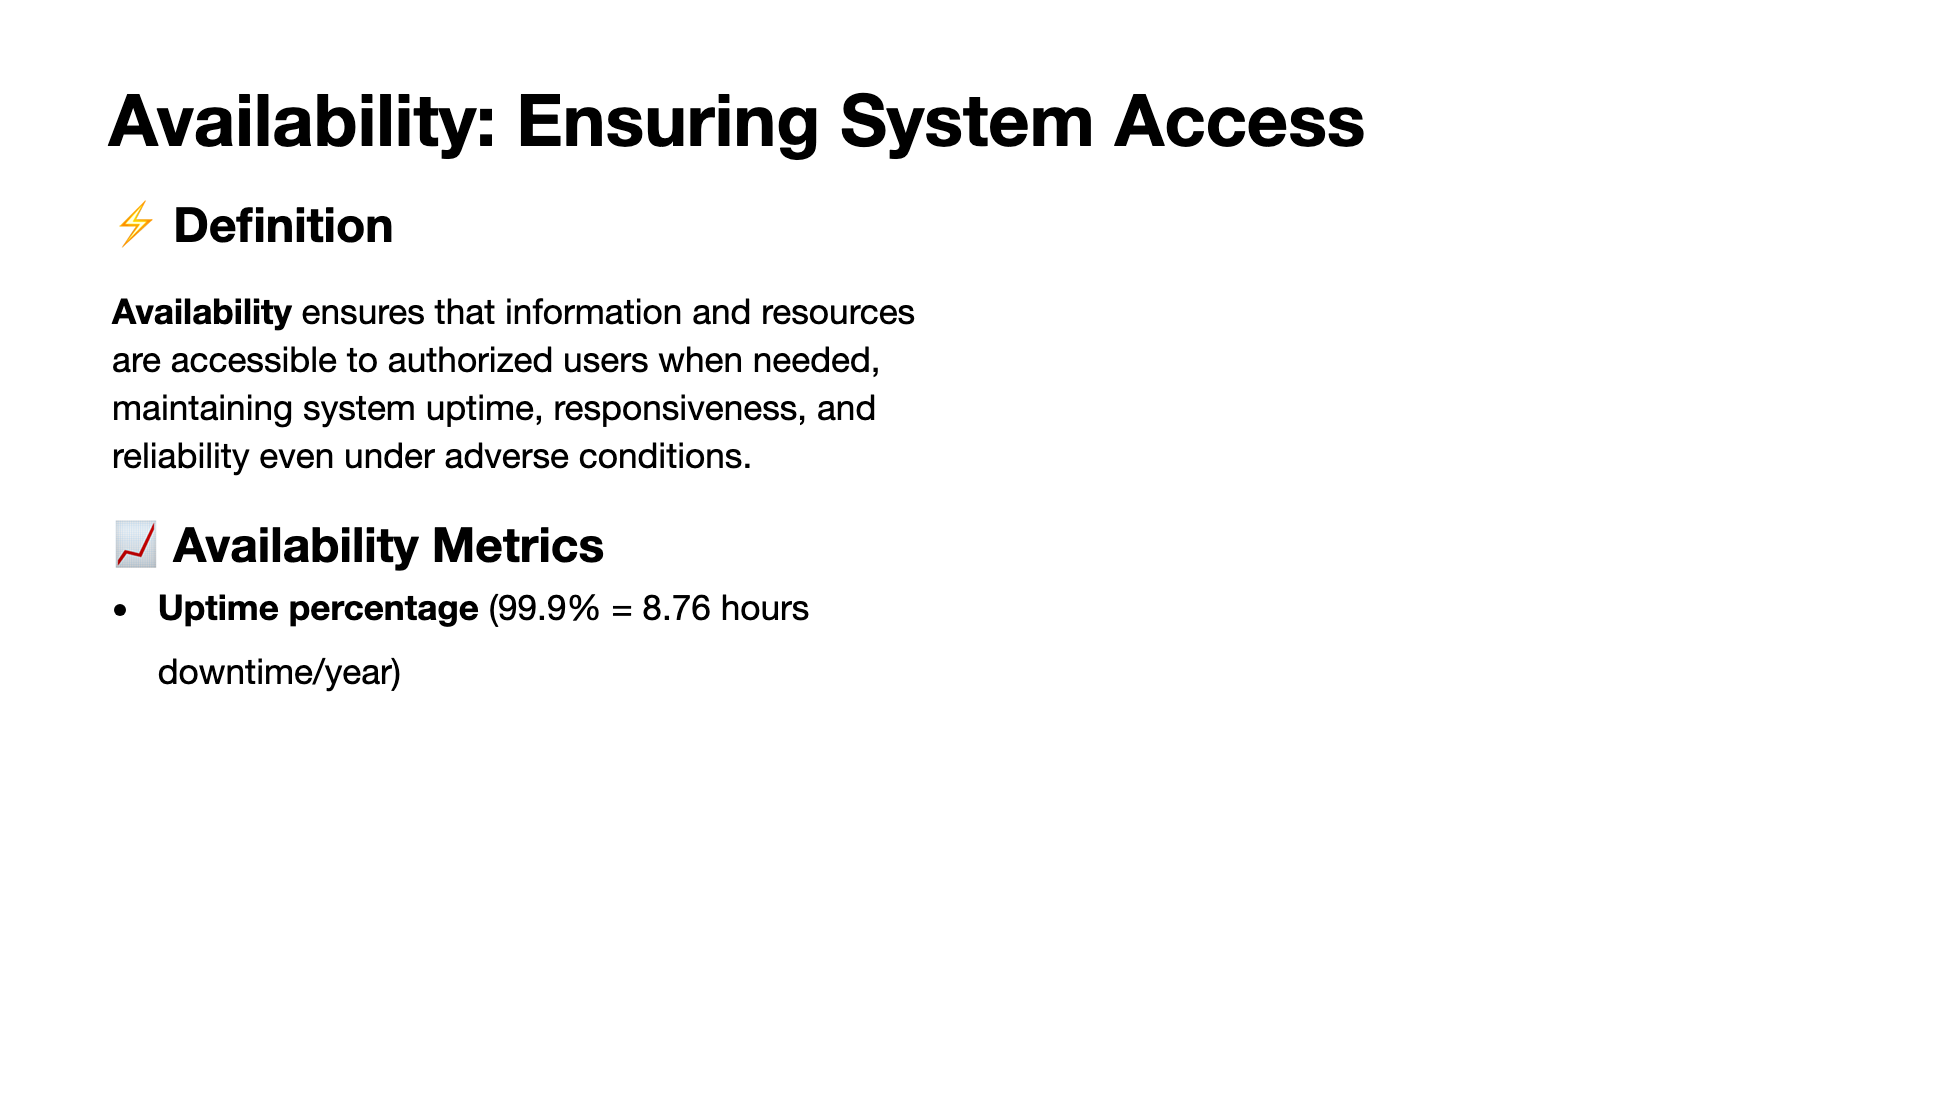 Availability: Ensuring System Access
⚡ Definition
Availability ensures that information and resources
are accessible to authorized users when needed,
maintaining system uptime, responsiveness, and
reliability even under adverse conditions.
📈 Availability Metrics
• Uptime percentage (99.9% = 8.76 hours
downtime/year)